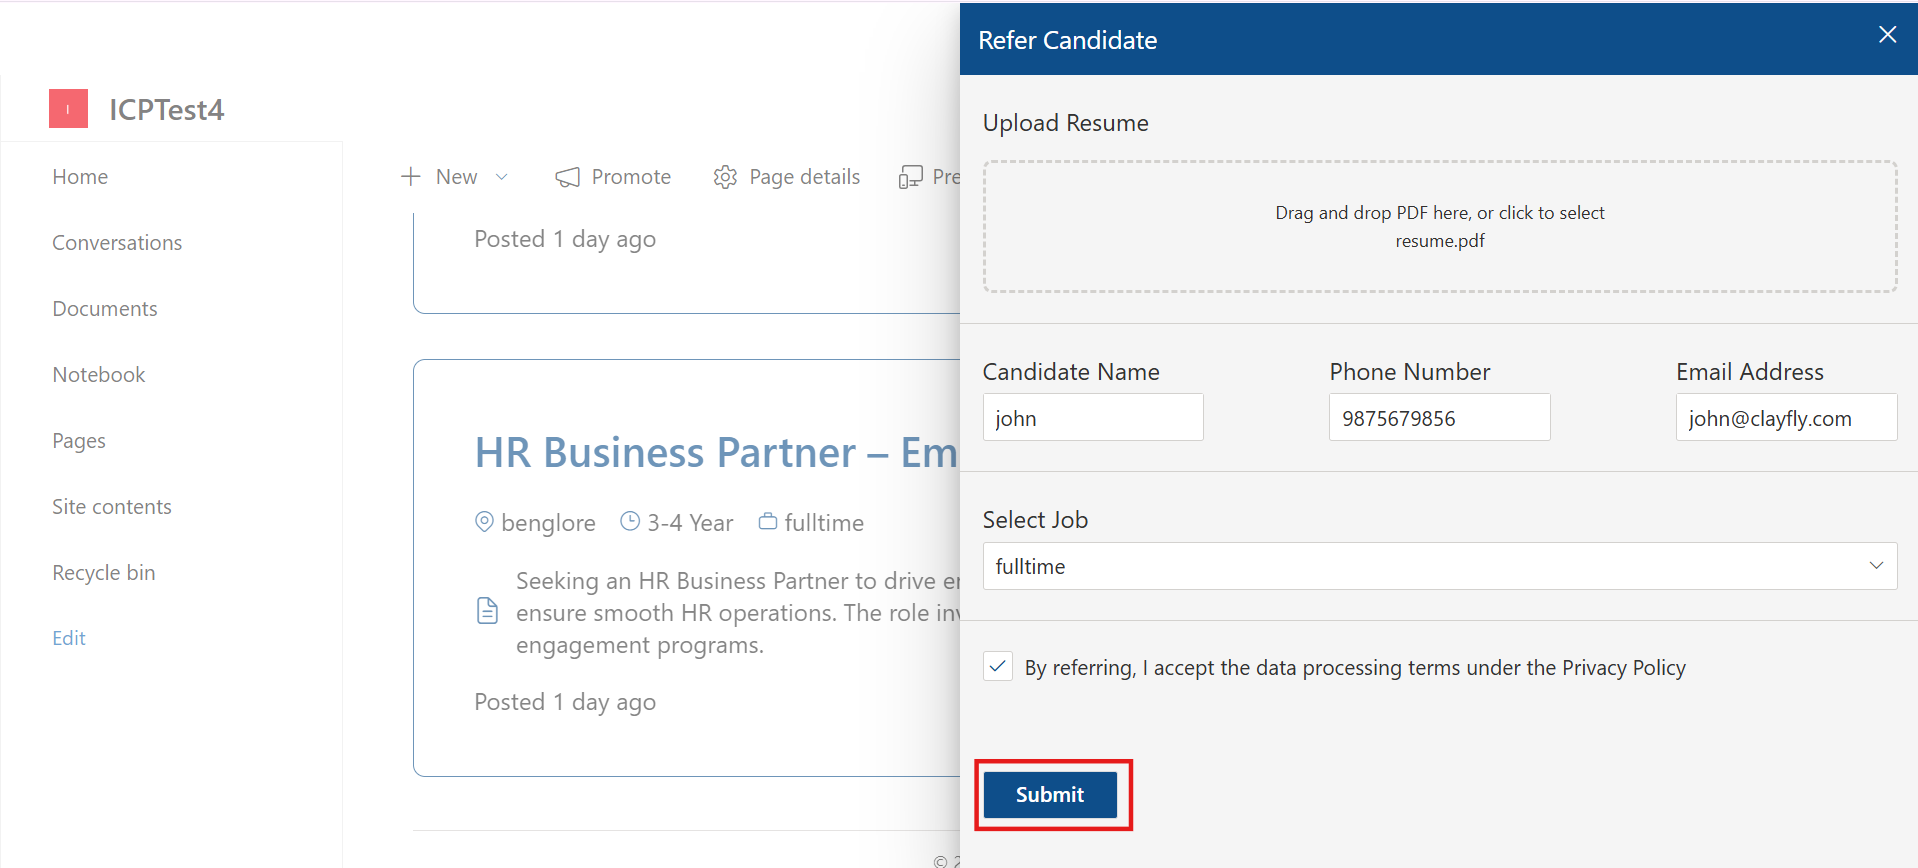 I
ICPTest4
Home
Conversations
Documents
Notebook
Pages
Site contents
Recycle bin
Edit
New
Promote
Page details
Pre
Posted 1 day ago
HR Business Partner – Em
benglore
3-4 Year
fulltime
Seeking an HR Business Partner to drive
ensure smooth HR operations. The role
engagement programs.
Posted 1 day ago
©
Refer Candidate
Upload Resume
Drag and drop PDF here, or click to select
resume.pdf
Candidate Name
john
Phone Number
9875679856
Email Address
john@clayfly.com
Select Job
fulltime
By referring, I accept the data processing terms under the Privacy Policy
Submit